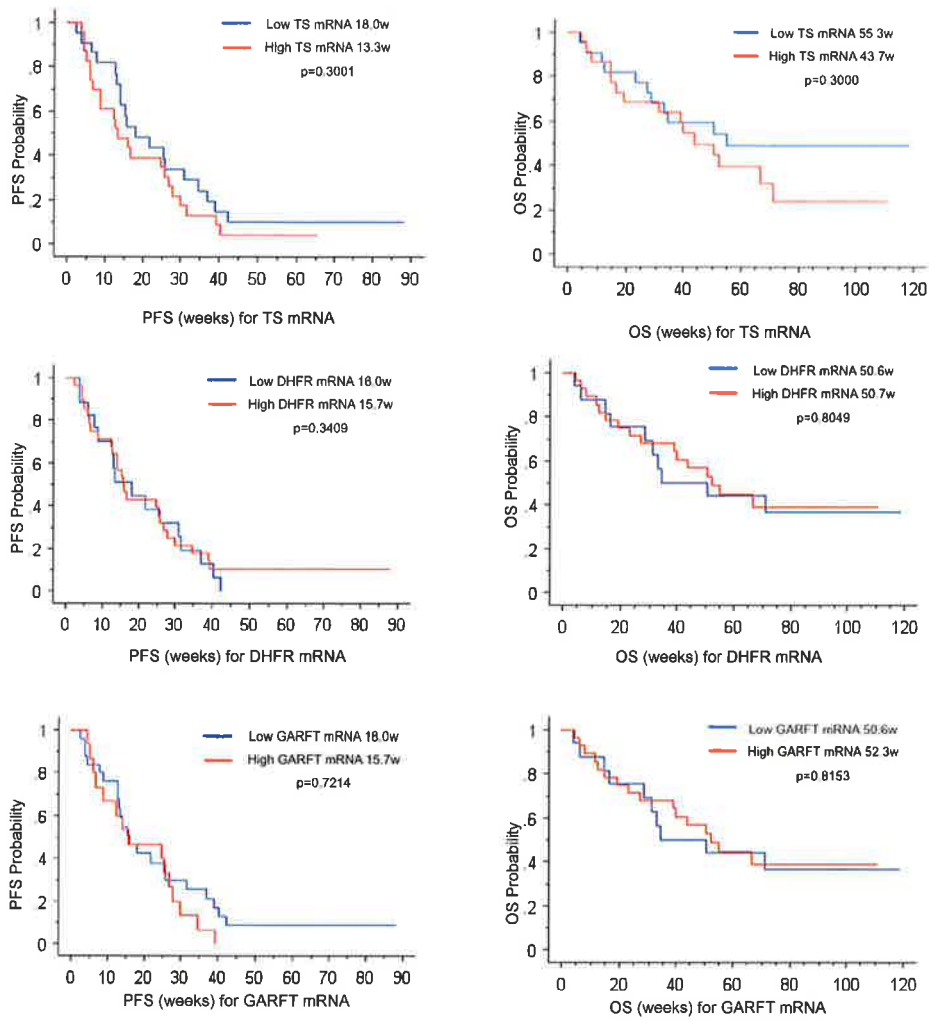 Low TS mRNA 18.0w
High TS mRNA 13.3w
p=0.3001
PFS Probability
1
.8
.6
.4
.2
0
0 10 20 30 40 50 60 70 80 90
PFS (weeks) for TS mRNA
Low TS mRNA 55.3w
High TS mRNA 43.7w
p=0.3000
OS Probability
1
.8
.6
.4
.2
0
0 20 40 60 80 100 120
OS (weeks) for TS mRNA
Low DHFR mRNA 18.0w
High DHFR mRNA 15.7w
p=0.3409
PFS Probability
1
.8
.6
.4
.2
0
0 10 20 30 40 50 60 70 80 90
PFS (weeks) for DHFR mRNA
Low DHFR mRNA 50.6w
High DHFR mRNA 50.7w
p=0.8049
OS Probability
1
.8
.6
.4
.2
0
0 20 40 60 80 100 120
OS (weeks) for DHFR mRNA
Low GARFT mRNA 18.0w
High GARFT mRNA 15.7w
p=0.7214
PFS Probability
1
.8
.6
.4
.2
0
0 10 20 30 40 50 60 70 80 90
PFS (weeks) for GARFT mRNA
Low GARFT mRNA 50.6w
High GARFT mRNA 52.3w
p=0.8153
OS Probability
1
.8
.6
.4
.2
0
0 20 40 60 80 100 120
OS (weeks) for GARFT mRNA